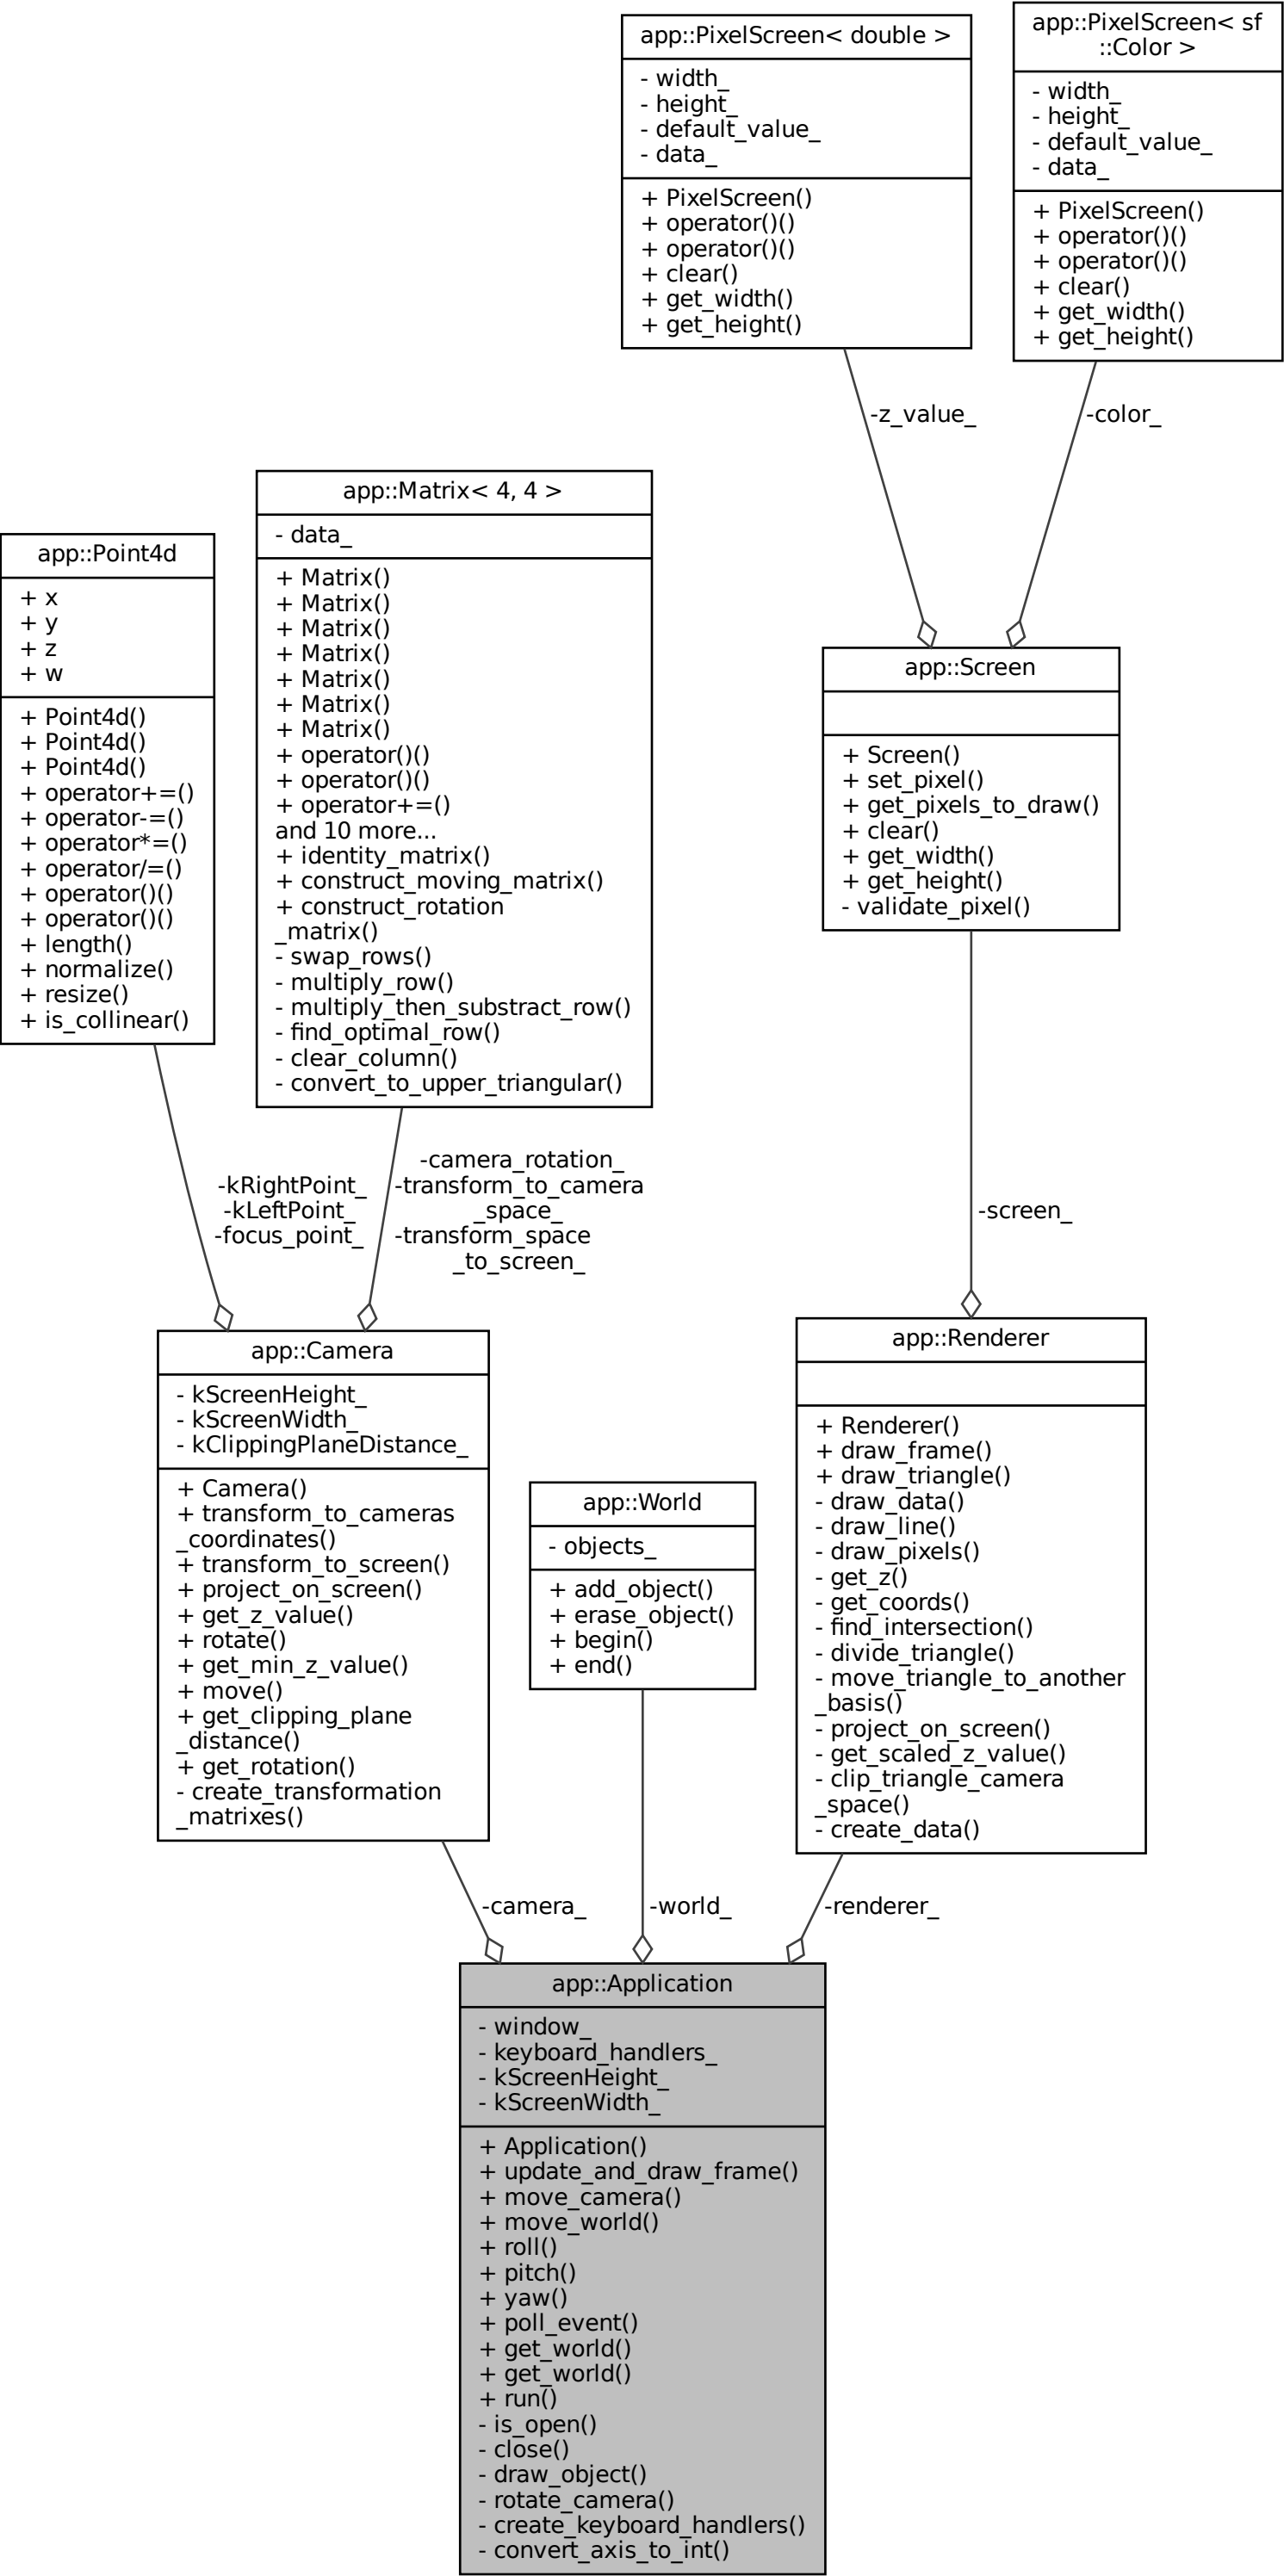 app::PixelScreen< double >
- width_
- height_
- default_value_
- data_
+ PixelScreen()
+ operator()()
+ operator()()
+ clear()
+ get_width()
+ get_height()
app::PixelScreen< sf
::Color >
- width_
- height_
- default_value_
- data_
+ PixelScreen()
+ operator()()
+ operator()()
+ clear()
+ get_width()
+ get_height()
-z_value_
-color_
app::Point4d
+ x
+ y
+ z
+ w
+ Point4d()
+ Point4d()
+ Point4d()
+ operator+=()
+ operator-=()
+ operator*=()
+ operator/=()
+ operator()()
+ operator()()
+ length()
+ normalize()
+ resize()
+ is_collinear()
app::Matrix< 4, 4 >
- data_
+ Matrix()
+ Matrix()
+ Matrix()
+ Matrix()
+ Matrix()
+ Matrix()
+ Matrix()
+ operator()()
+ operator()()
+ operator+=()
and 10 more...
+ identity_matrix()
+ construct_moving_matrix()
+ construct_rotation
_matrix()
- swap_rows()
- multiply_row()
- multiply_then_substract_row()
- find_optimal_row()
- clear_column()
- convert_to_upper_triangular()
app::Screen
+ Screen()
+ set_pixel()
+ get_pixels_to_draw()
+ clear()
+ get_width()
+ get_height()
- validate_pixel()
-kRightPoint_
-kLeftPoint_
-focus_point_
-camera_rotation_
-transform_to_camera
_space_
-transform_space
_to_screen_
-screen_
app::Camera
- kScreenHeight_
- kScreenWidth_
- kClippingPlaneDistance_
+ Camera()
+ transform_to_cameras
_coordinates()
+ transform_to_screen()
+ project_on_screen()
+ get_z_value()
+ rotate()
+ get_min_z_value()
+ move()
+ get_clipping_plane
_distance()
+ get_rotation()
- create_transformation
_matrixes()
app::World
- objects_
+ add_object()
+ erase_object()
+ begin()
+ end()
app::Renderer
+ Renderer()
+ draw_frame()
+ draw_triangle()
- draw_data()
- draw_line()
- draw_pixels()
- get_z()
- get_coords()
- find_intersection()
- divide_triangle()
- move_triangle_to_another
_basis()
- project_on_screen()
- get_scaled_z_value()
- clip_triangle_camera
_space()
- create_data()
-camera_
-world_
-renderer_
app::Application
- window_
- keyboard_handlers_
- kScreenHeight_
- kScreenWidth_
+ Application()
+ update_and_draw_frame()
+ move_camera()
+ move_world()
+ roll()
+ pitch()
+ yaw()
+ poll_event()
+ get_world()
+ get_world()
+ run()
- is_open()
- close()
- draw_object()
- rotate_camera()
- create_keyboard_handlers()
- convert_axis_to_int()